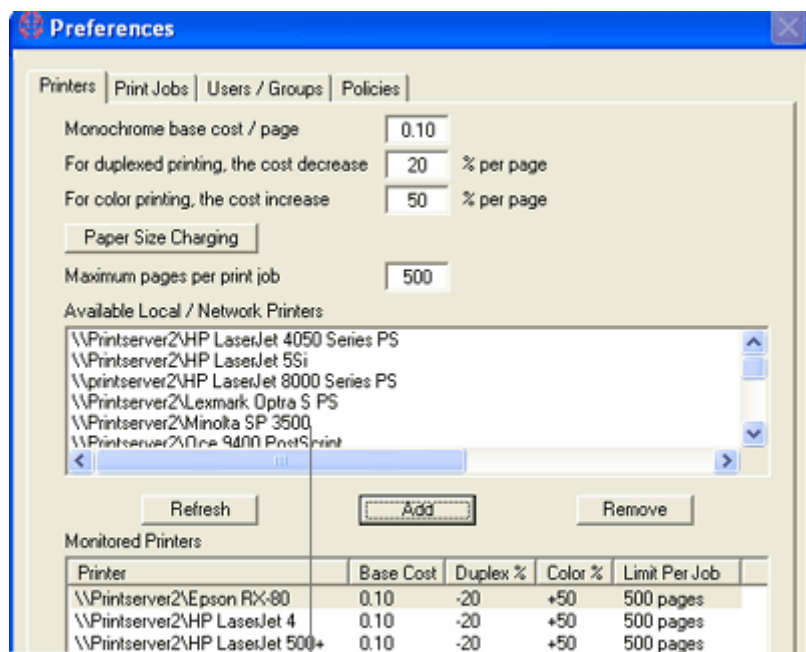 Preferences
Printers Print Jobs Users / Groups Policies
Monochrome base cost / page 0.10
For duplexed printing, the cost decrease 20 % per page
For color printing, the cost increase 50 % per page
Paper Size Charging
Maximum pages per print job 500
Available Local / Network Printers
\\Printserver2\HP LaserJet 4050 Series PS
\\Printserver2\HP LaserJet 5Si
\\printserver2\HP LaserJet 8000 Series PS
\\Printserver2\Lexmark Optra S PS
\\Printserver2\Minolta SP 3500
\\Printserver2\Oce 9400 PostScript
Refresh Add Remove
Monitored Printers
Printer Base Cost Duplex % Color % Limit Per Job
\\Printserver2\Epson RX-80 0.10 -20 +50 500 pages
\\Printserver2\HP LaserJet 4 0.10 -20 +50 500 pages
\\Printserver2\HP LaserJet 500+ 0.10 -20 +50 500 pages